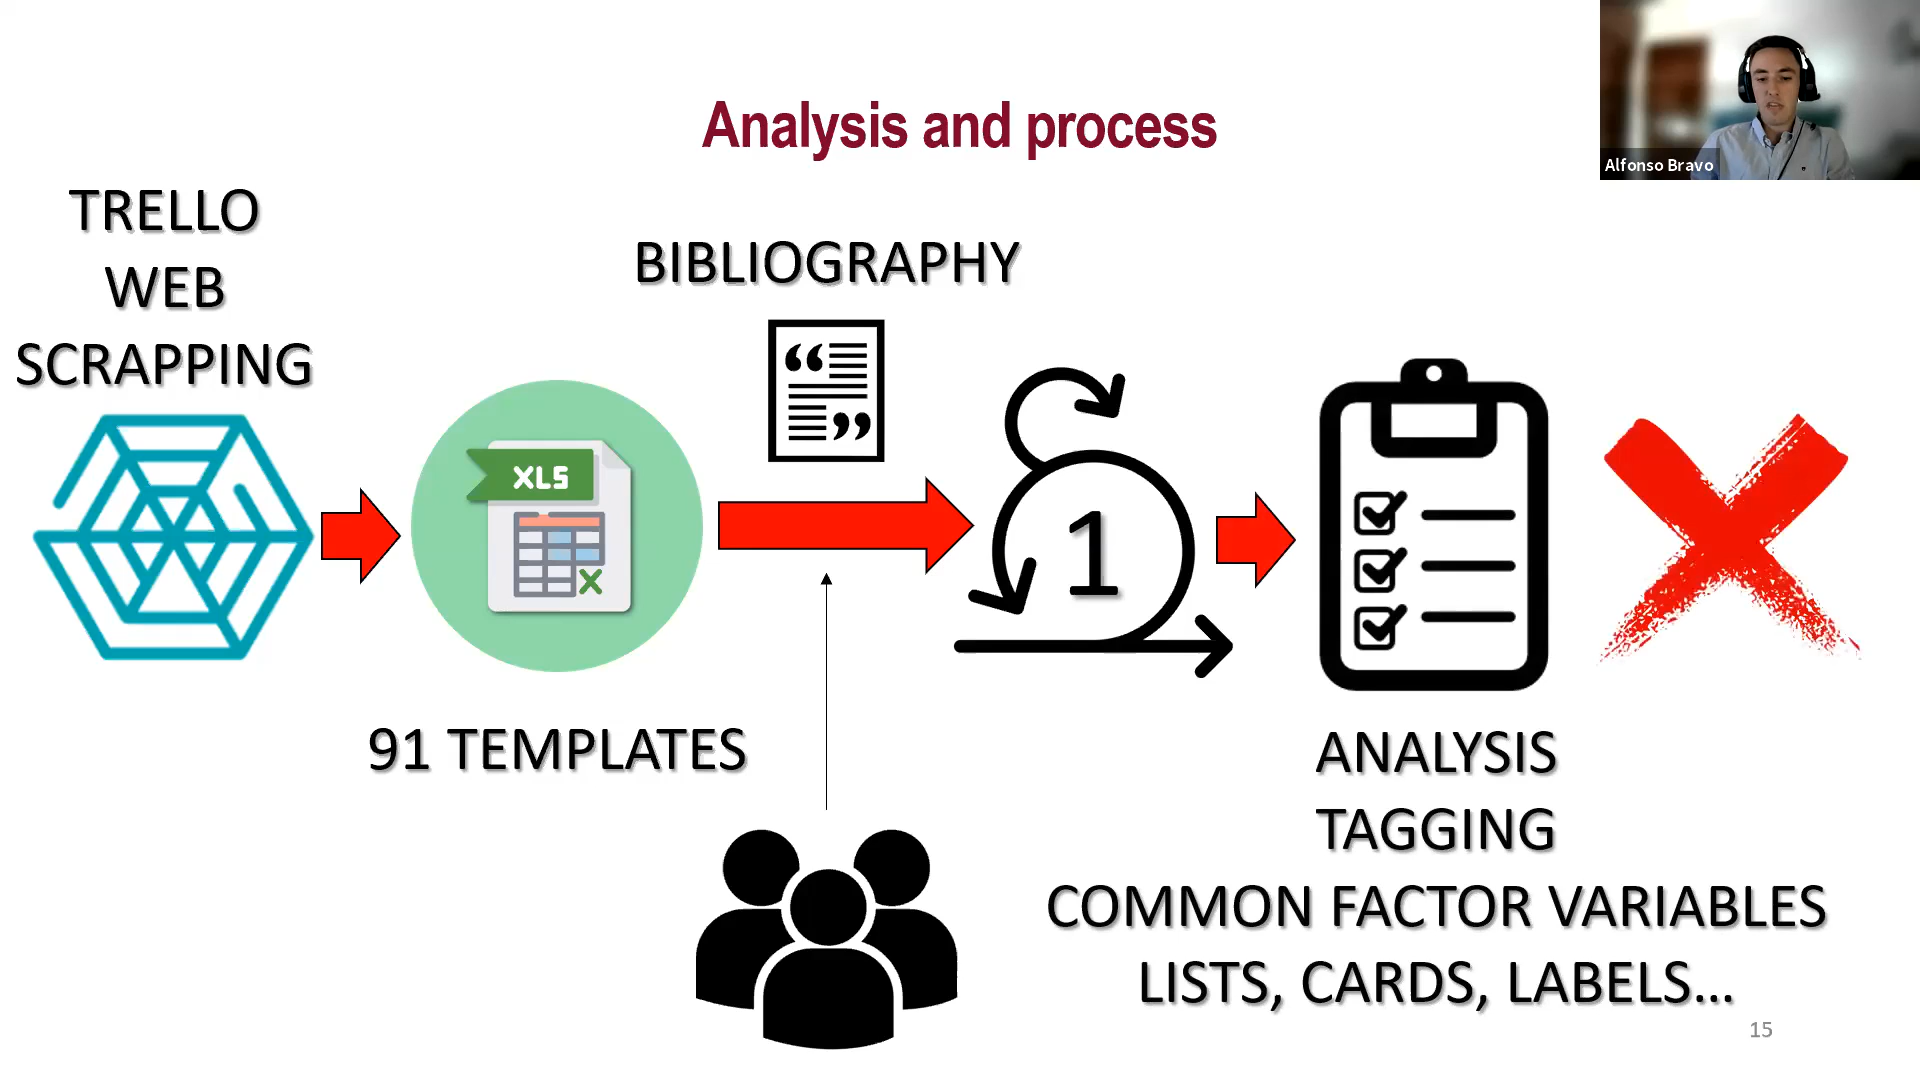 Analysis and process
Alfonso Bravo
TRELLO
WEB
SCRAPPING
BIBLIOGRAPHY
XLS
X
1
91 TEMPLATES
ANALYSIS
TAGGING
COMMON FACTOR VARIABLES
LISTS, CARDS, LABELS...
15